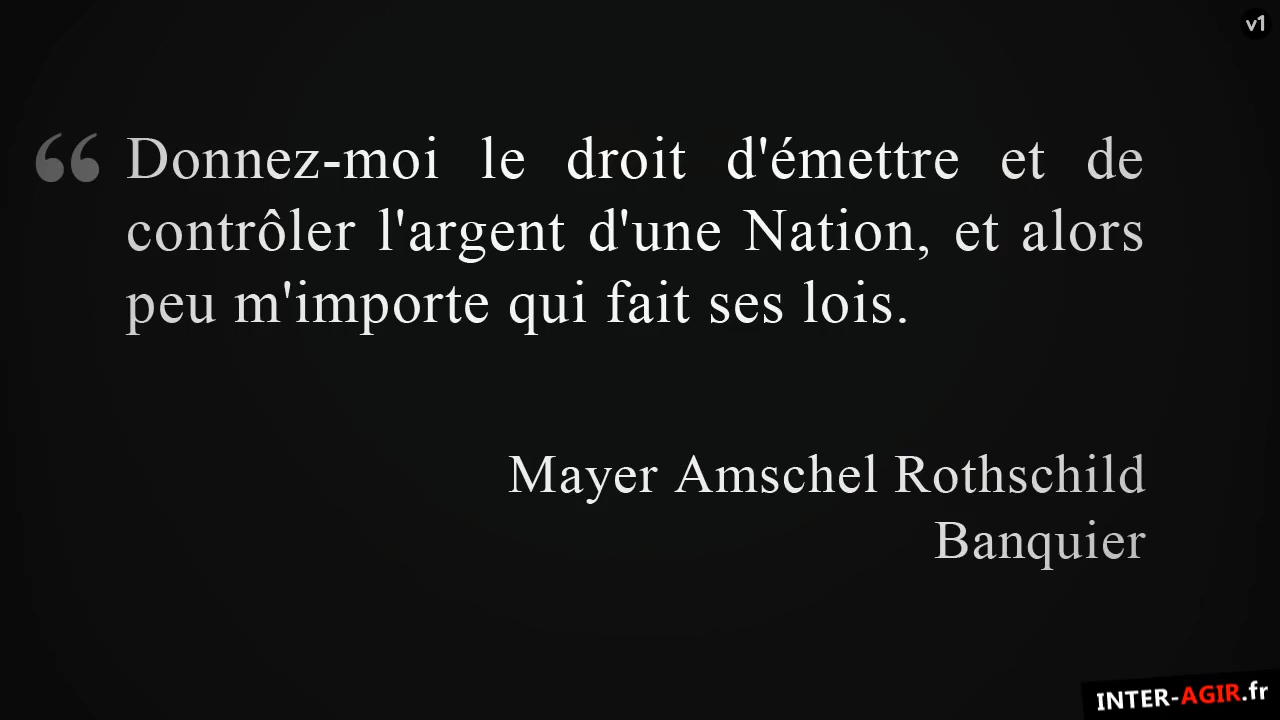 v1
“ Donnez-moi le droit d'émettre et de
contrôler l'argent d'une Nation, et alors
peu m'importe qui fait ses lois.
Mayer Amschel Rothschild
Banquier
INTER-AGIR.fr